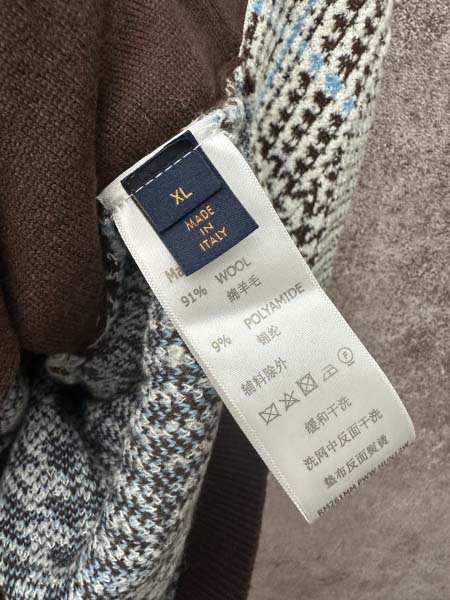 XL
MADE
IN
ITALY
Ma
91% WOOL
绵羊毛
9% POLYAMIDE
锦纶
辅料除外
F
缓和干洗
洗网中反面干洗
垫布反面熨烫